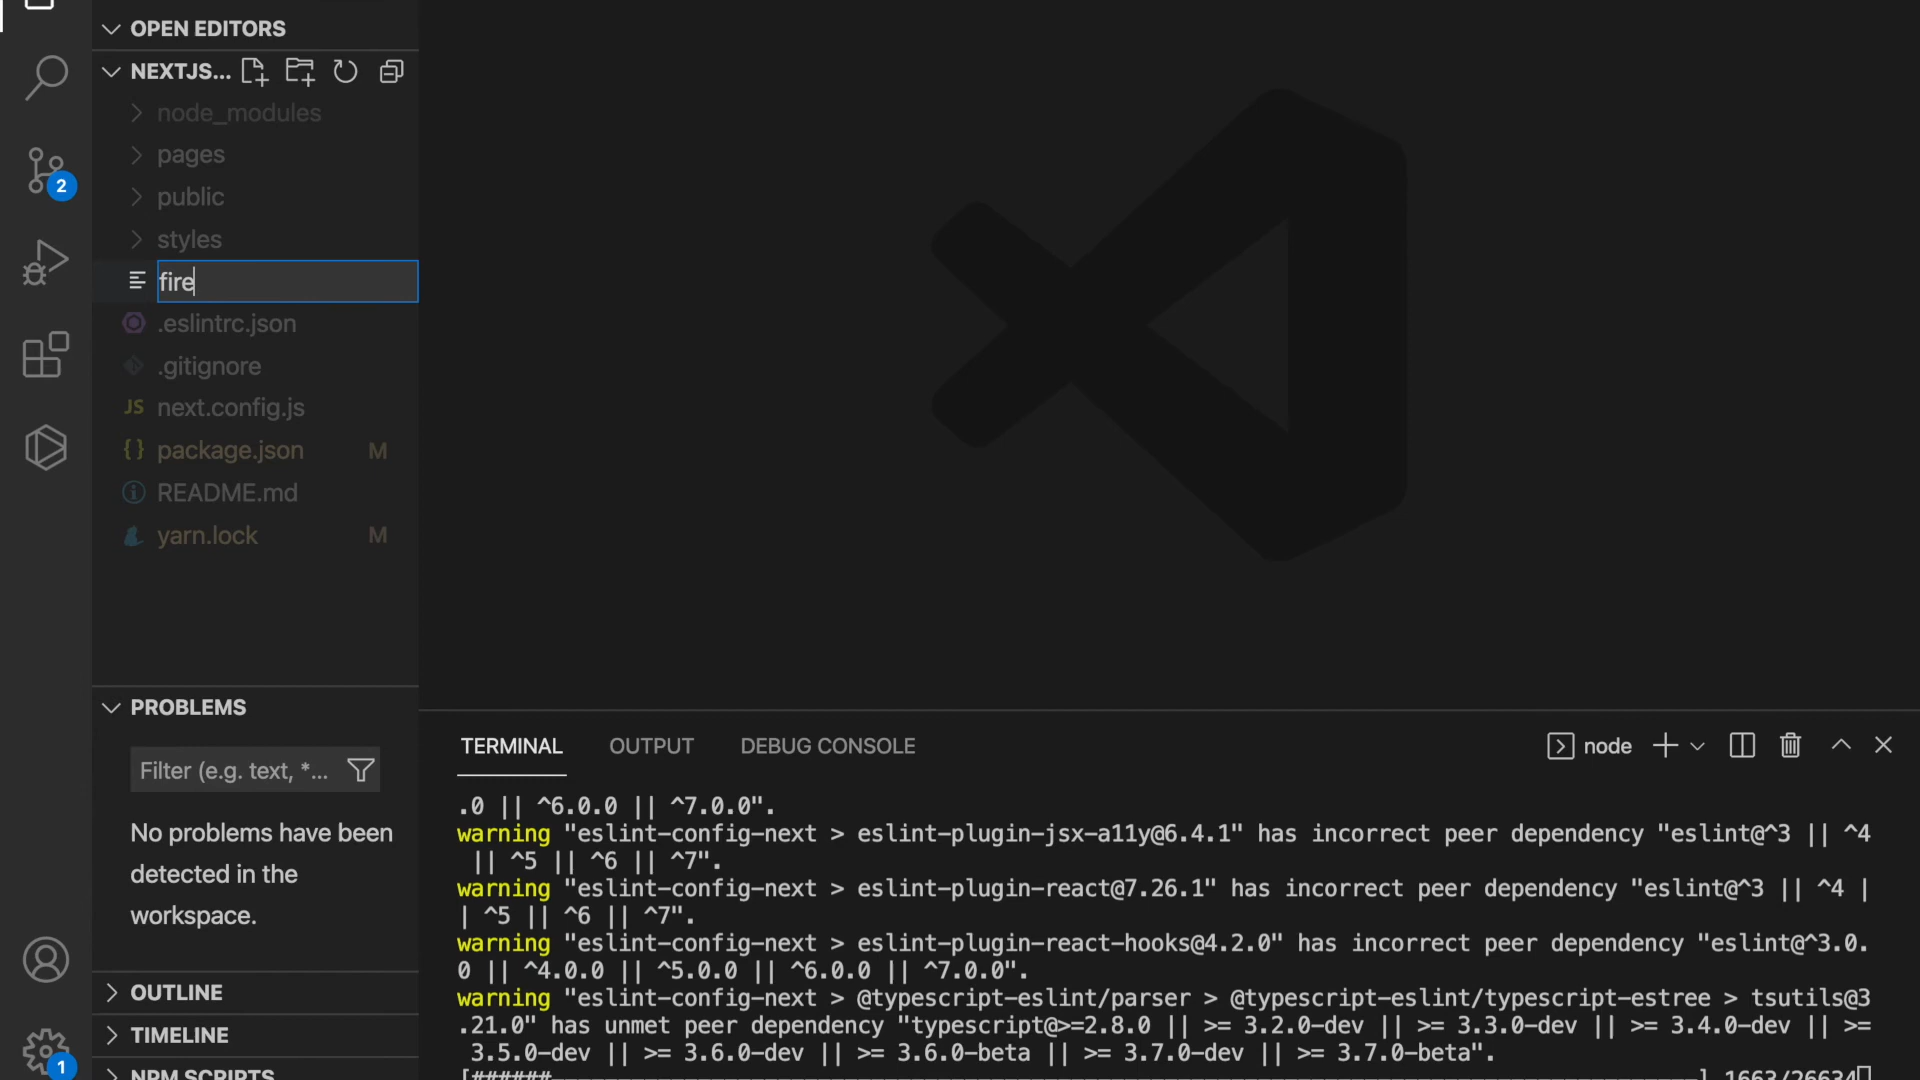 OPEN EDITORS
NEXTJS...
node_modules
pages
public
2
styles
fire
.eslintrc.json
.gitignore
JS next.config.js
{} package.json M
README.md
yarn.lock M
PROBLEMS
Filter (e.g. text, *...
No problems have been
detected in the
workspace.
OUTLINE
TIMELINE
NPM SCRIPTS
1
TERMINAL OUTPUT DEBUG CONSOLE node
.0 || ^6.0.0 || ^7.0.0".
warning "eslint-config-next > eslint-plugin-jsx-a11y@6.4.1" has incorrect peer dependency "eslint@^3 || ^4
|| ^5 || ^6 || ^7".
warning "eslint-config-next > eslint-plugin-react@7.26.1" has incorrect peer dependency "eslint@^3 || ^4 |
| ^5 || ^6 || ^7".
warning "eslint-config-next > eslint-plugin-react-hooks@4.2.0" has incorrect peer dependency "eslint@^3.0.
0 || ^4.0.0 || ^5.0.0 || ^6.0.0 || ^7.0.0".
warning "eslint-config-next > @typescript-eslint/parser > @typescript-eslint/typescript-estree > tsutils@3
.21.0" has unmet peer dependency "typescript@>=2.8.0 || >= 3.2.0-dev || >= 3.3.0-dev || >= 3.4.0-dev || >=
3.5.0-dev || >= 3.6.0-dev || >= 3.6.0-beta || >= 3.7.0-dev || >= 3.7.0-beta".
[######----------------------------------------------------------------------------------------] 1663/26634